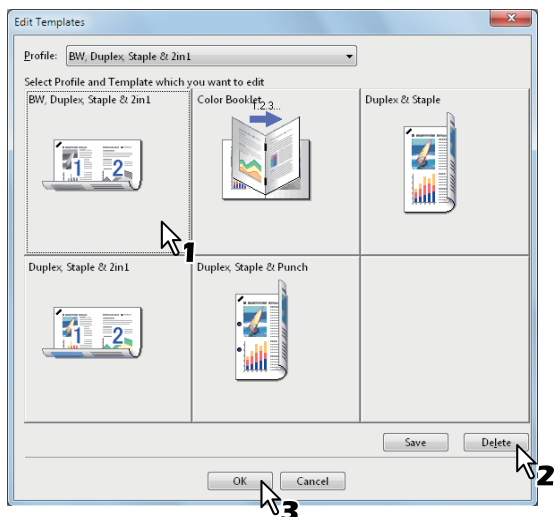 Edit Templates
Profile: BW, Duplex, Staple & 2in1
Select Profile and Template which you want to edit
BW, Duplex, Staple & 2in1
Color Booklet
Duplex & Staple
1.2.3...
1 2
1
Duplex, Staple & 2in1
Duplex, Staple & Punch
1 2
Save
Delete
2
OK
Cancel
3